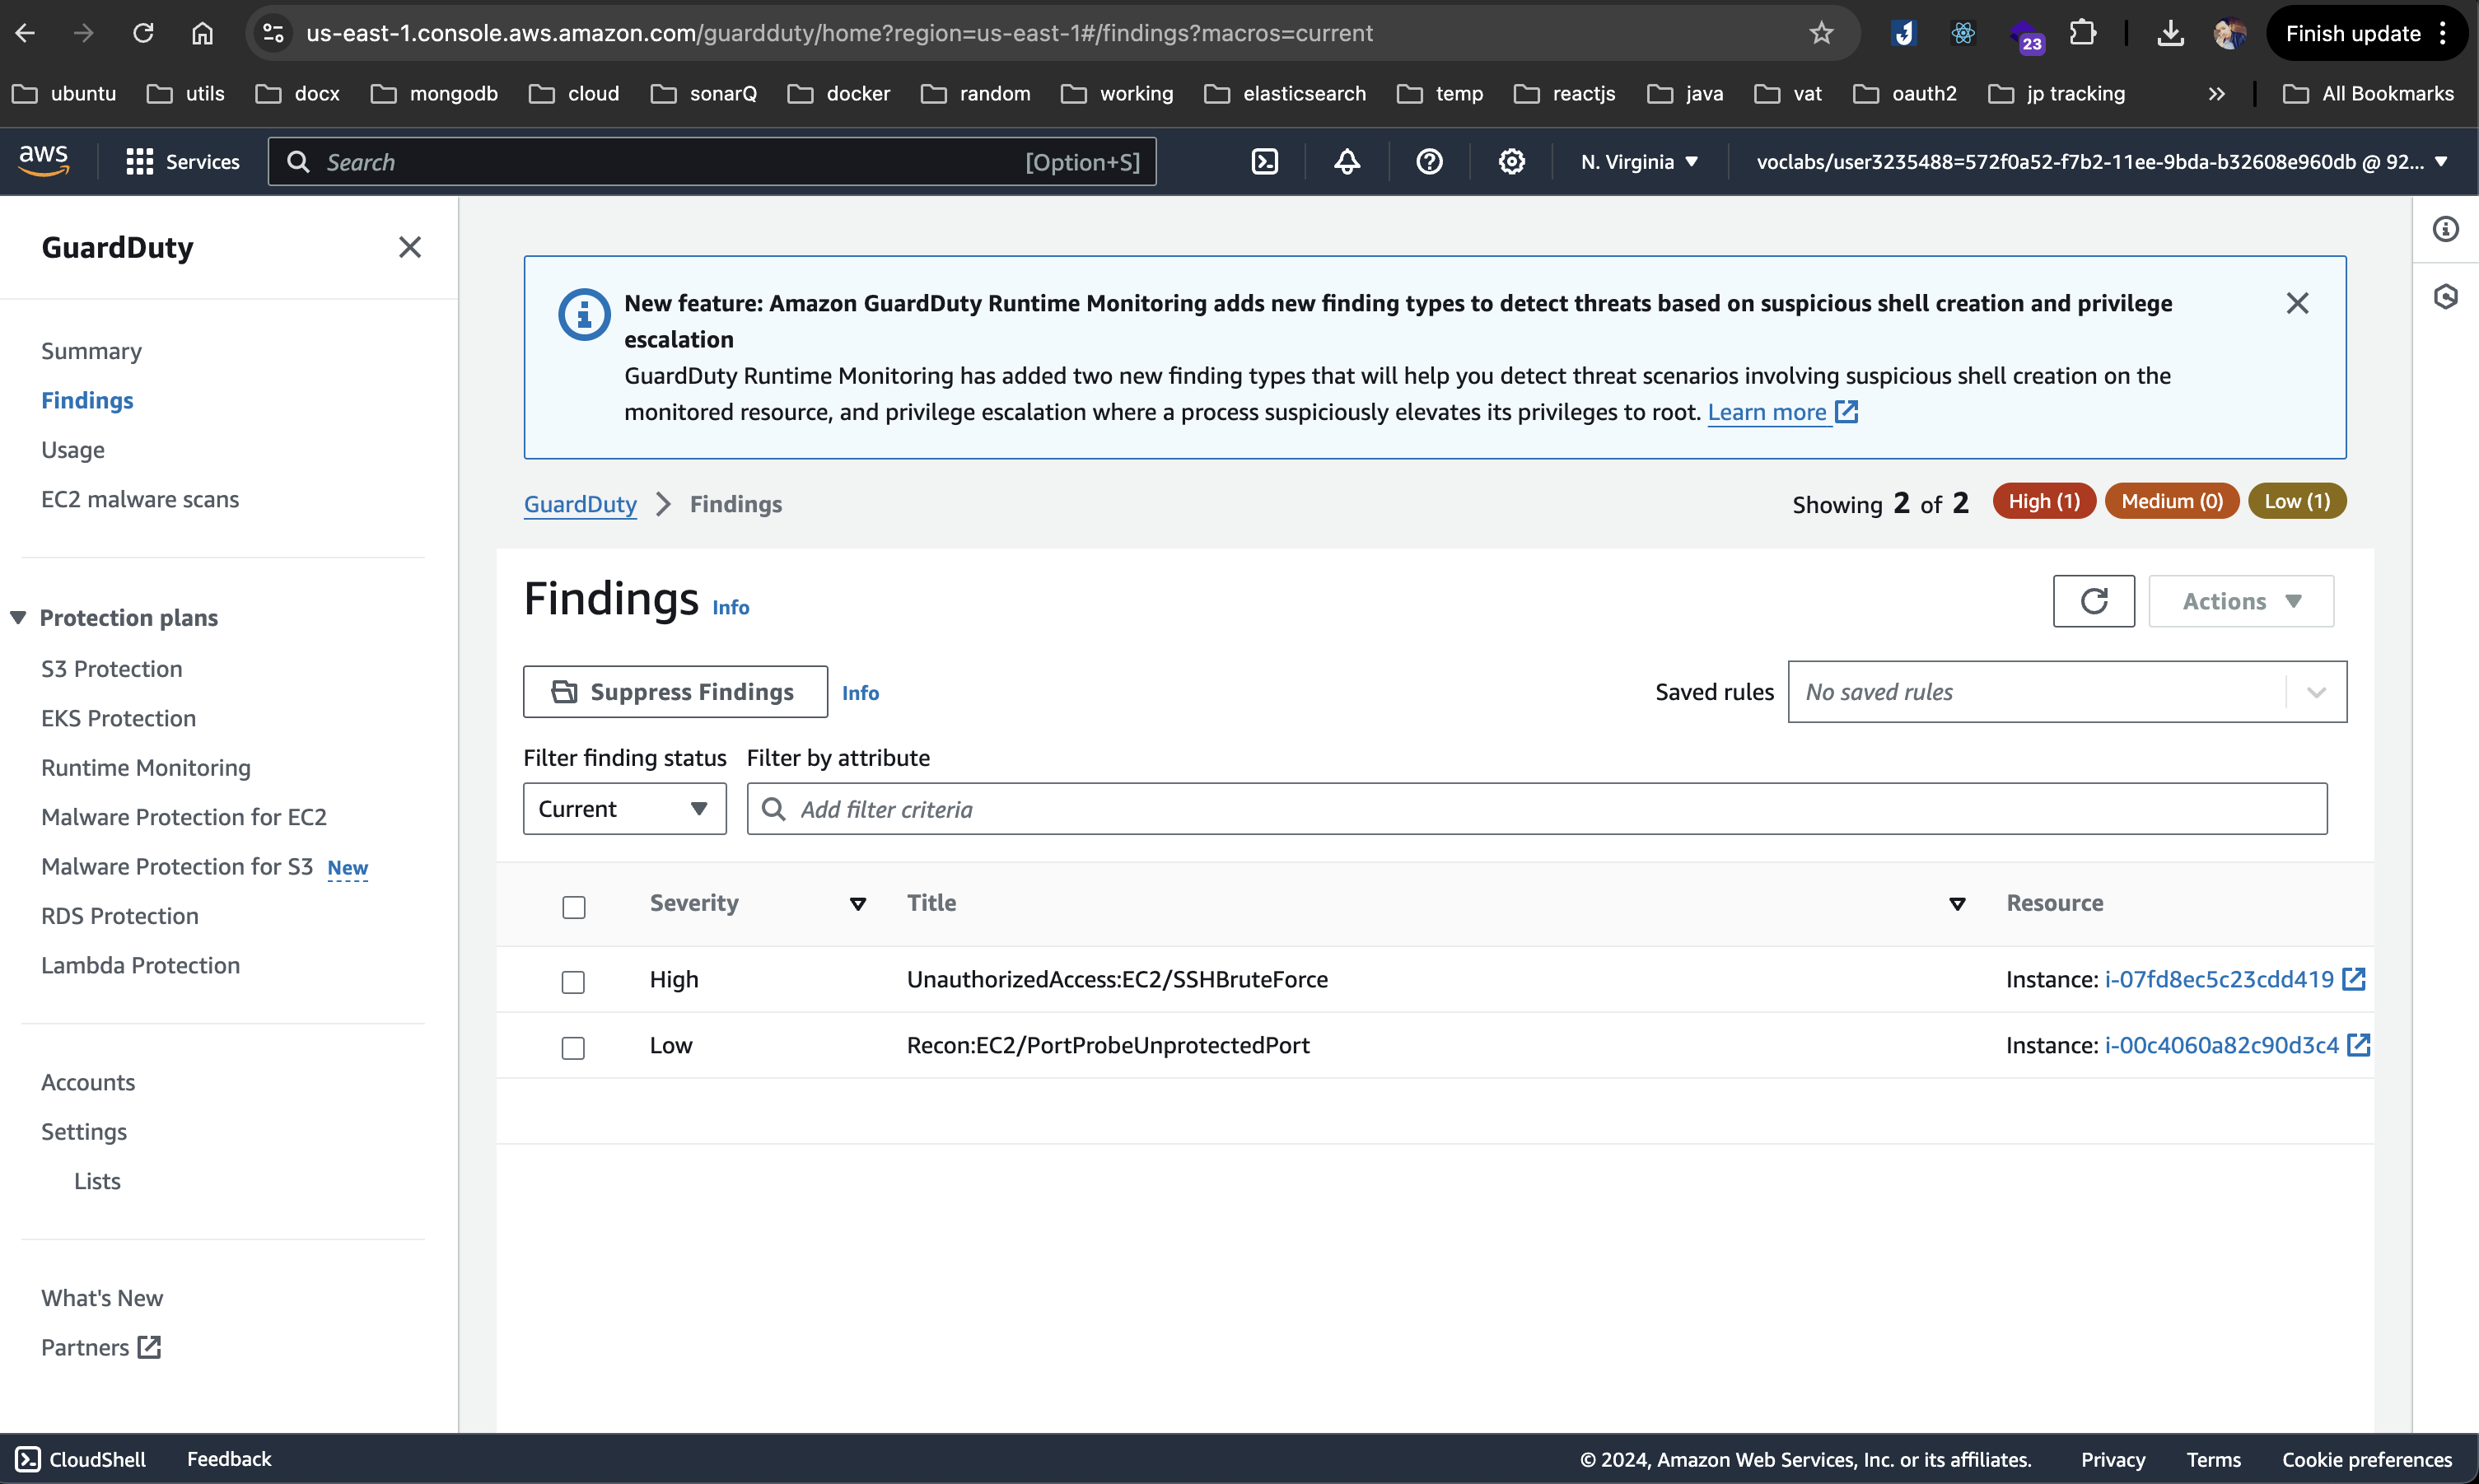 us-east-1.console.aws.amazon.com/guardduty/home?region=us-east-1#/findings?macros=current
23
Finish update
ubuntu utils docx mongodb cloud sonarQ docker random working elasticsearch temp reactjs java vat oauth2 jp tracking » All Bookmarks
aws Services Search [Option+S] N. Virginia voclabs/user3235488=572f0a52-f7b2-11ee-9bda-b32608e960db @ 92...
GuardDuty
Summary
Findings
Usage
EC2 malware scans
Protection plans
S3 Protection
EKS Protection
Runtime Monitoring
Malware Protection for EC2
Malware Protection for S3 New
RDS Protection
Lambda Protection
Accounts
Settings
Lists
What's New
Partners
New feature: Amazon GuardDuty Runtime Monitoring adds new finding types to detect threats based on suspicious shell creation and privilege
escalation
GuardDuty Runtime Monitoring has added two new finding types that will help you detect threat scenarios involving suspicious shell creation on the
monitored resource, and privilege escalation where a process suspiciously elevates its privileges to root. Learn more
GuardDuty Findings
Showing 2 of 2 High (1) Medium (0) Low (1)
Findings Info
Actions
Suppress Findings Info
Saved rules No saved rules
Filter finding status Filter by attribute
Current Add filter criteria
Severity Title Resource
High UnauthorizedAccess:EC2/SSHBruteForce Instance: i-07fd8ec5c23cdd419
Low Recon:EC2/PortProbeUnprotectedPort Instance: i-00c4060a82c90d3c4
CloudShell Feedback © 2024, Amazon Web Services, Inc. or its affiliates. Privacy Terms Cookie preferences